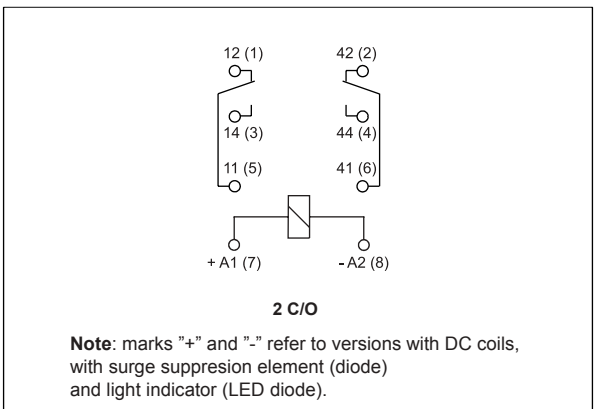 12 (1) 42 (2)
14 (3) 44 (4)
11 (5) 41 (6)
+ A1 (7) - A2 (8)
2 C/O
Note: marks "+" and "-" refer to versions with DC coils,
with surge suppresion element (diode)
and light indicator (LED diode).